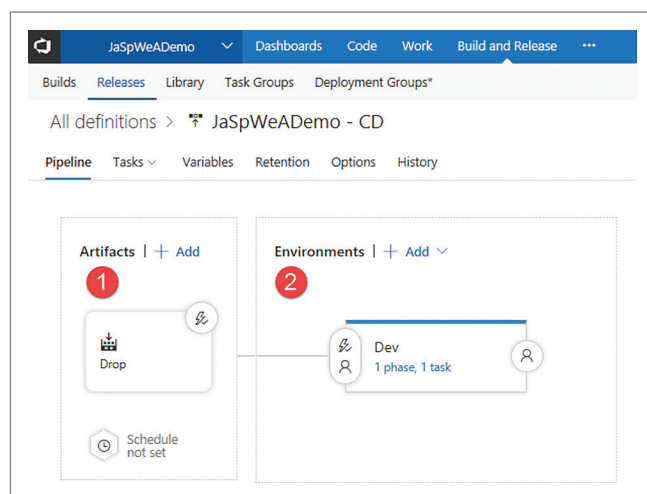 JaSpWeADemo Dashboards Code Work Build and Release ...
Builds Releases Library Task Groups Deployment Groups*
All definitions > JaSpWeADemo - CD
Pipeline Tasks Variables Retention Options History
Artifacts | + Add
Environments | + Add
1
2
Drop
Dev
1 phase, 1 task
Schedule
not set